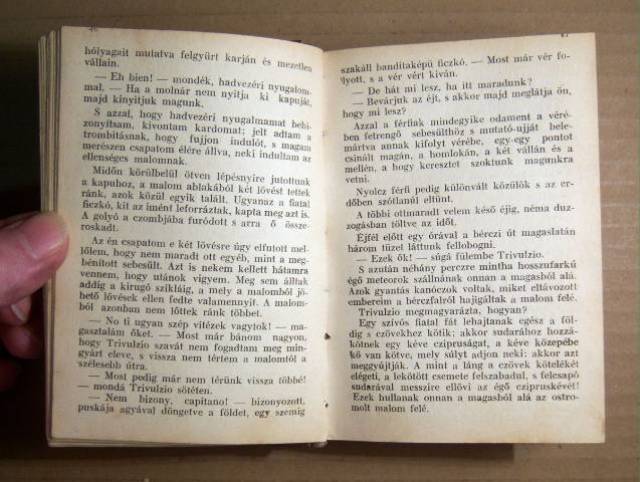 hólyagait mutatva felgyürt karján és meztelen
vállain.
— Eh bien! — mondék, hadvezéri nyugalom-
mal. — Ha a molnár nem nyitja ki kapuját,
majd kinyitjuk magunk.
S azzal, hogy hadvezéri nyugalmamat bebi-
zonyitsam, kivontam kardomat; jelt adtam a
trombitásnak, hogy fujjon indulót, s magam
merészen csapatom élére állva, neki indultam az
ellenséges malomnak.
Midőn körülbelül ötven lépésnyire jutottunk
a kapuhoz, a malom ablakából két lövést tettek
ránk, azok közül egyik talált. Ugyanaz a fiatal
ficzkó, kit az imént leforráztak, kapta meg azt is.
A golyó a czombjába furódott s arra ő össze-
roskadt.
Az én csapatom e két lövésre úgy elfutott mel-
lőlem, hogy nem maradt ott egyéb, mint a meg-
bénitott sebesült. Azt is nekem kellett hátamra
vennem, hogy utánok vigyem. Meg sem álltak
addig a kirugó szikláig, a mely a malomból jö-
hető lövések ellen fedte valamennyit. A malom-
ból azonban nem lőttek ránk többet.
— No ti ugyan szép vitézek vagytok! — ma-
gasztalám őket. — Most már bánom nagyon,
hogy Trivulzio szavát nem fogadtam meg min-
gyárt eleve, s vissza nem tértem a malomtól a
szélesebb útra.
— Most pedig már nem térünk vissza többé!
— mondá Trivulzio sötéten.
— Nem bizony, capitano! — bizonyozott,
puskája agyával döngetve a földet, egy szemig
szakáll banditaképü ficzkó. — Most már vér fo-
lyott, s a vér vért kiván.
— De hát mi lesz, ha itt maradunk?
— Bevárjuk az éjt, s akkor majd meglátja ön,
hogy mi lesz?
Azzal a férfiak mindegyike odament a véré-
ben fetrengő sebesülthöz s mutató-ujját bele-
mártva annak kifolyt vérébe, egy-egy pontot
csinált magán, a homlokán, a két vállán és a
mellén, a hogy keresztet szoktunk magunkra
vetni.
Nyolcz férfi pedig különvált közülök s az er-
dőben szótlanul eltünt.
A többi ottmaradt velem késő éjig, néma duz-
zogásban töltve az időt.
Éjfél előtt egy órával a bérczi út magaslatán
három tüzet láttunk fellobogni.
— Ezek ők! — súgá fülembe Trivulzio.
S azután néhány perczre mintha hosszufarkú
égő meteorok szállnának onnan a magasból alá.
Azok gyantás kanóczok voltak, miket eltávozott
embereim a bérczfalról hajigáltak a malom felé.
Trivulzio megmagyarázta, hogyan?
Egy szívós fiatal fát lehajtanak egész a föl-
dig s czövekhez kötik; akkor sudarához hozzá-
kötnek egy kéve cziprusgát, a kéve közepébe
kő van kötve, mely súlyt adjon neki: akkor azt
meggyújtják. A mint a láng a czövek kötelékét
elégeti, a lekötött csemete felszabadul, s felcsapó
sudarával messzire ellövi az égő cziprusként!
Ezek hullanak onnan a magasból alá az ostro-
molt malom felé.